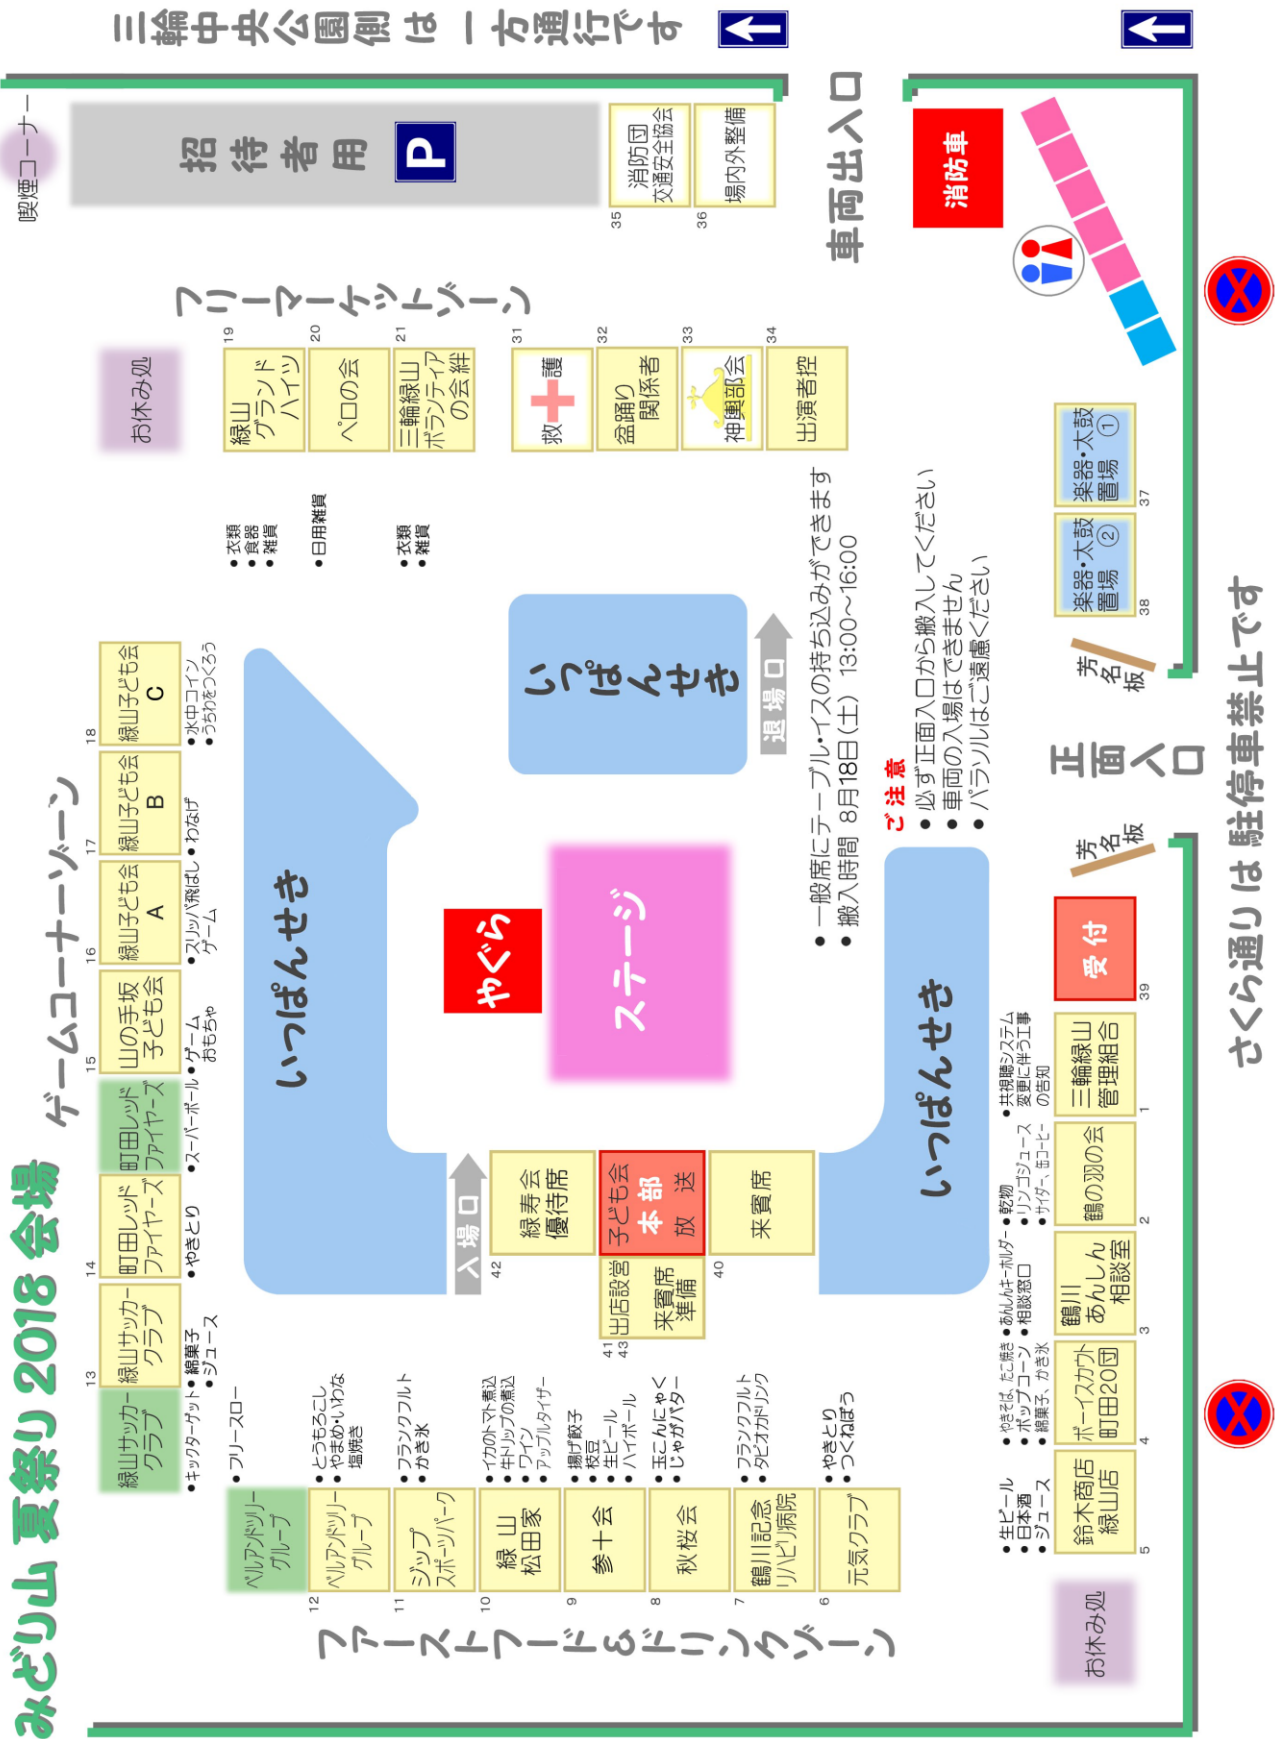 みどり山 夏祭り 2018 会場
三輪中央公園側は 一方通行です
喫煙コーナー
招待者用
P
35
消防団
交通安全協会
36
場内外整備
車両出入口
消防車
フリーマーケットゾーン
お休み処
19
緑山
グランド
ハイツ
• 衣類
• 食器
• 雑貨
20
ペロの会
• 日用雑貨
21
三輪緑山
ボランティア
の会 絆
• 衣類
• 雑貨
31
救護
32
盆踊り
関係者
33
神輿部会
34
出演者控
ゲームコーナーゾーン
緑山サッカー
クラブ
• キックターゲット
13
緑山サッカー
クラブ
• 綿菓子
• ジュース
14
町田レッド
ファイヤーズ
• やきとり
町田レッド
ファイヤーズ
• スーパーボール
15
山の手坂
子ども会
• ゲーム
おもちゃ
16
緑山子ども会
A
• スリッパ飛ばし
ゲーム
17
緑山子ども会
B
• わなげ
18
緑山子ども会
C
• 水中コイン
• うちわをつくろう
いっぱんせき
いっぱんせき
いっぱんせき
やぐら
ステージ
入場口
退場口
42
緑寿会
優待席
子ども会
本部
放送
40
来賓席
41
43
出店設営
来賓席
準備
• 一般席にテーブル・イスの持ち込みができます
• 搬入時間 8月18日(土) 13:00~16:00
ご注意
• 必ず正面入口から搬入してください
• 車両の入場はできません
• パラソルはご遠慮ください
ファーストフード&ドリンクゾーン
ベルアンドツリー
グループ
• フリースロー
12
ベルアンドツリー
グループ
• とうもろこし
• やまめ・いわな
塩焼き
11
ジップ
スポーツパーク
• フランクフルト
• かき氷
10
緑山
松田家
• イカのトマト煮込
• 牛トリップの煮込
• ワイン
• アップルタイザー
9
参十会
• 揚げ餃子
• 枝豆
• 生ビール
• ハイボール
8
秋桜会
• 玉こんにゃく
• じゃがバター
7
鶴川記念
リハビリ病院
• フランクフルト
• タピオカドリンク
6
元気クラブ
• やきとり
• つくねぼう
お休み処
• 生ビール
• 日本酒
• ジュース
鈴木商店
緑山店
5
• やきそば、たこ焼き
• ポップコーン
• 綿菓子、かき氷
ボーイスカウト
町田20団
4
• あんしんキーホルダー
• 相談窓口
鶴川
あんしん
相談室
3
• 乾物
• リンゴジュース
• サイダー、缶コーヒー
鶴の羽の会
2
• 共視聴システム
変更に伴う工事
の告知
三輪緑山
管理組合
1
受付
39
芳名板
正面入口
芳名板
楽器・太鼓
置場 ②
38
楽器・太鼓
置場 ①
37
さくら通りは 駐停車禁止です